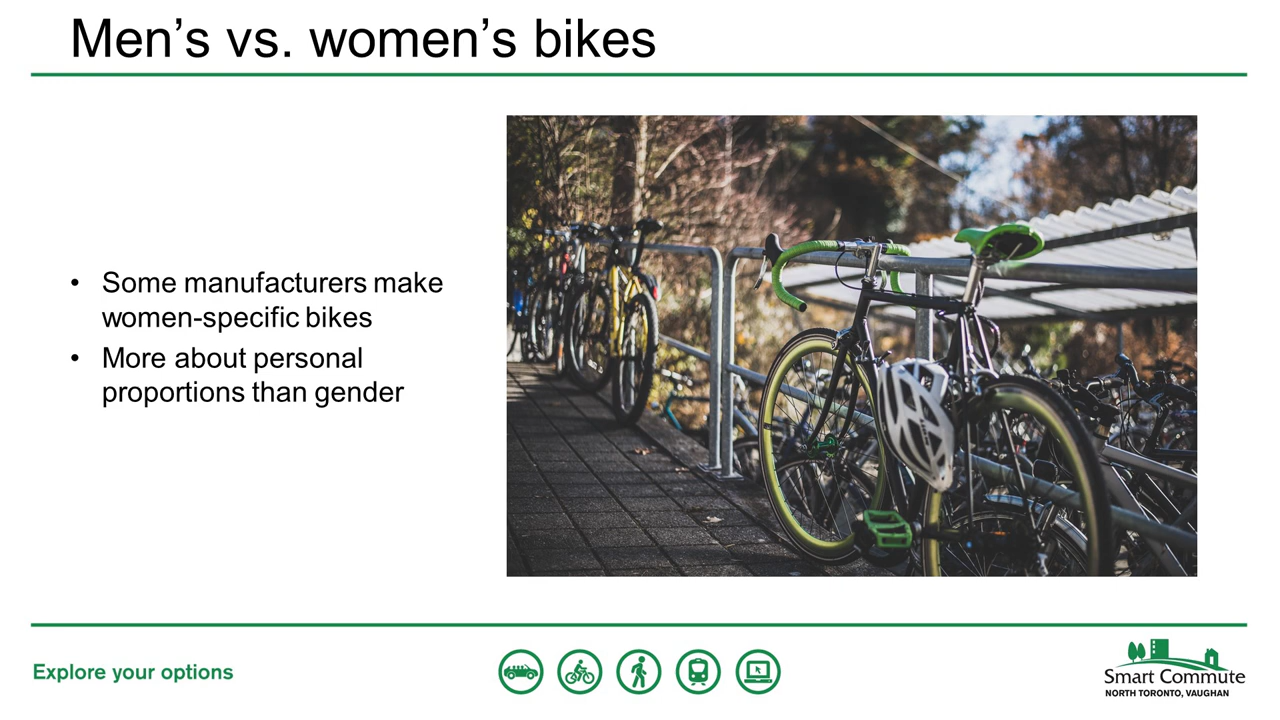 Men’s vs. women’s bikes
• Some manufacturers make
women-specific bikes
• More about personal
proportions than gender
Explore your options
Smart Commute
NORTH TORONTO, VAUGHAN